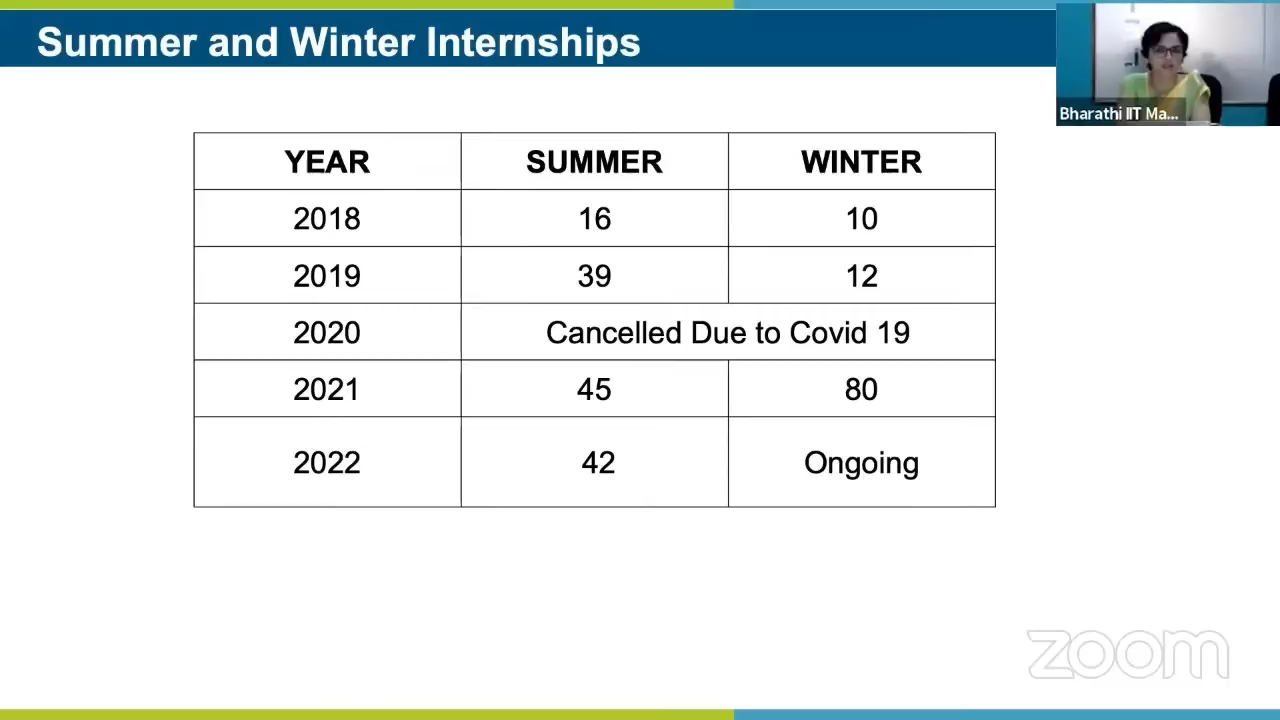 Summer and Winter Internships
Bharathi IIT Ma...
YEAR SUMMER WINTER
2018 16 10
2019 39 12
2020 Cancelled Due to Covid 19
2021 45 80
2022 42 Ongoing
zoom